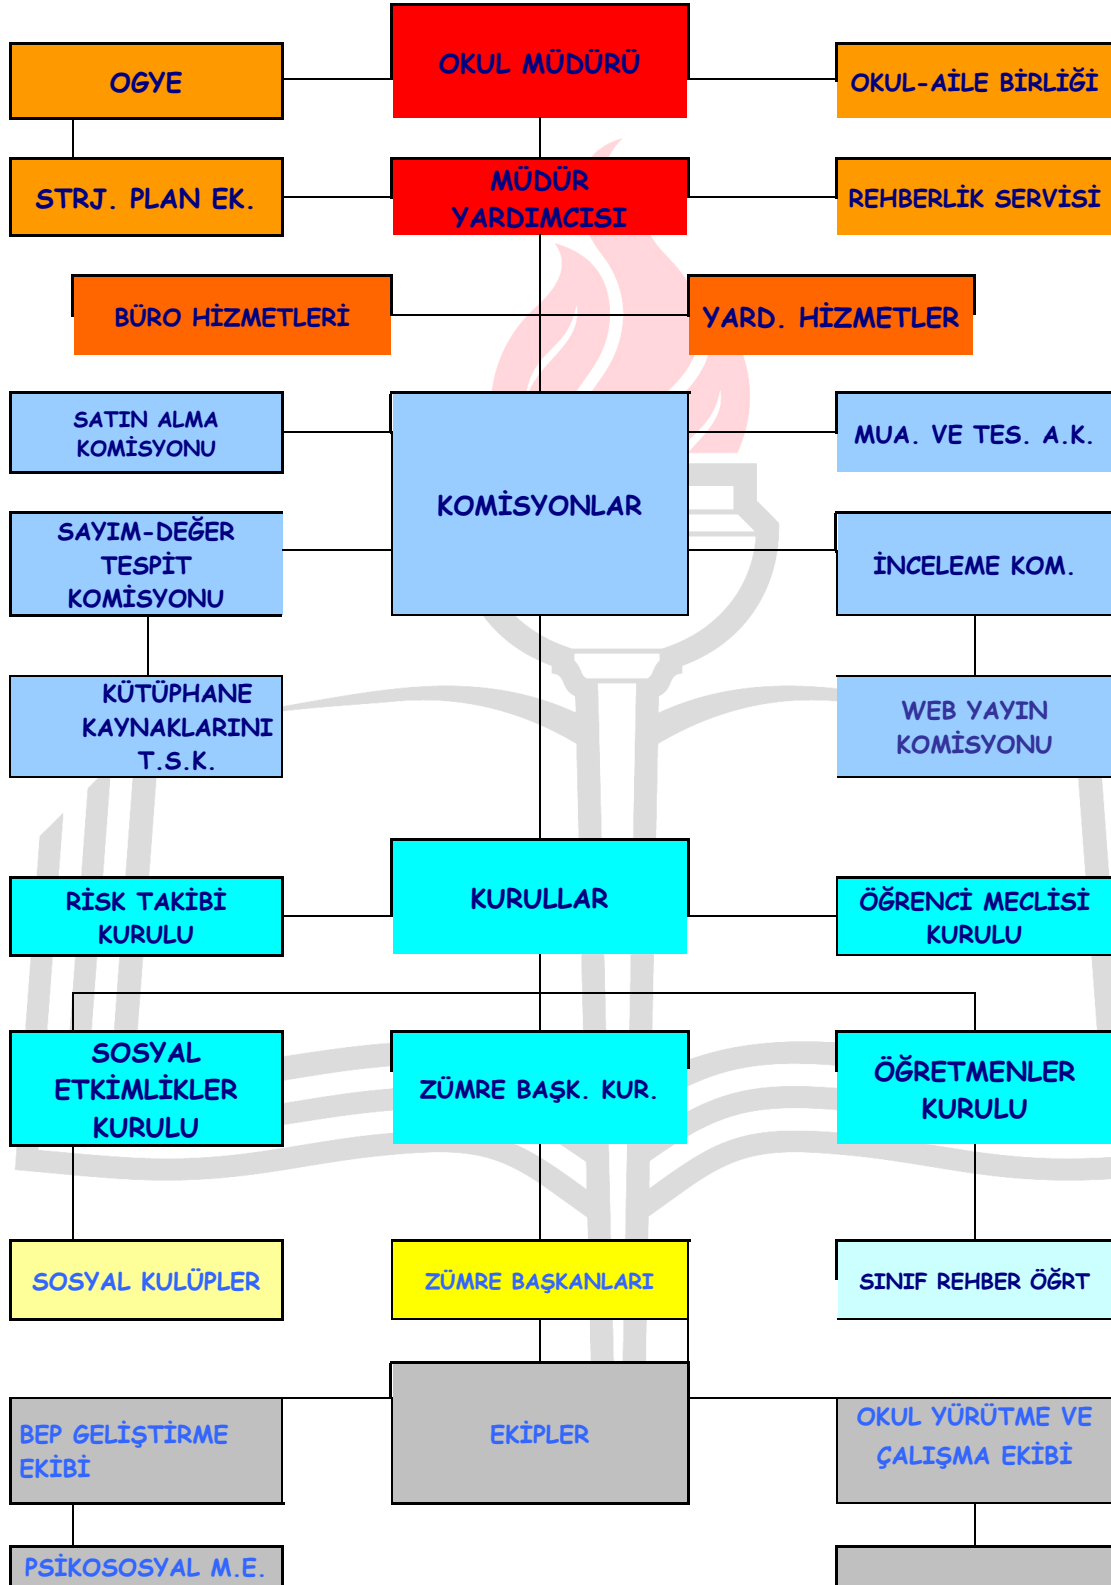 OKUL MÜDÜRÜ
OGYE
OKUL-AİLE BİRLİĞİ
MÜDÜR
YARDIMCISI
STRJ. PLAN EK.
REHBERLİK SERVİSİ
BÜRO HİZMETLERİ
YARD. HİZMETLER
SATIN ALMA
KOMİSYONU
KOMİSYONLAR
MUA. VE TES. A.K.
SAYIM-DEĞER
TESPİT
KOMİSYONU
İNCELEME KOM.
KÜTÜPHANE
KAYNAKLARINI
T.S.K.
WEB YAYIN
KOMİSYONU
RİSK TAKİBİ
KURULU
KURULLAR
ÖĞRENCİ MECLİSİ
KURULU
SOSYAL
ETKİMLİKLER
KURULU
ZÜMRE BAŞK. KUR.
ÖĞRETMENLER
KURULU
SOSYAL KULÜPLER
ZÜMRE BAŞKANLARI
SINIF REHBER ÖĞRT
BEP GELİŞTİRME
EKİBİ
EKİPLER
OKUL YÜRÜTME VE
ÇALIŞMA EKİBİ
PSİKOSOSYAL M.E.